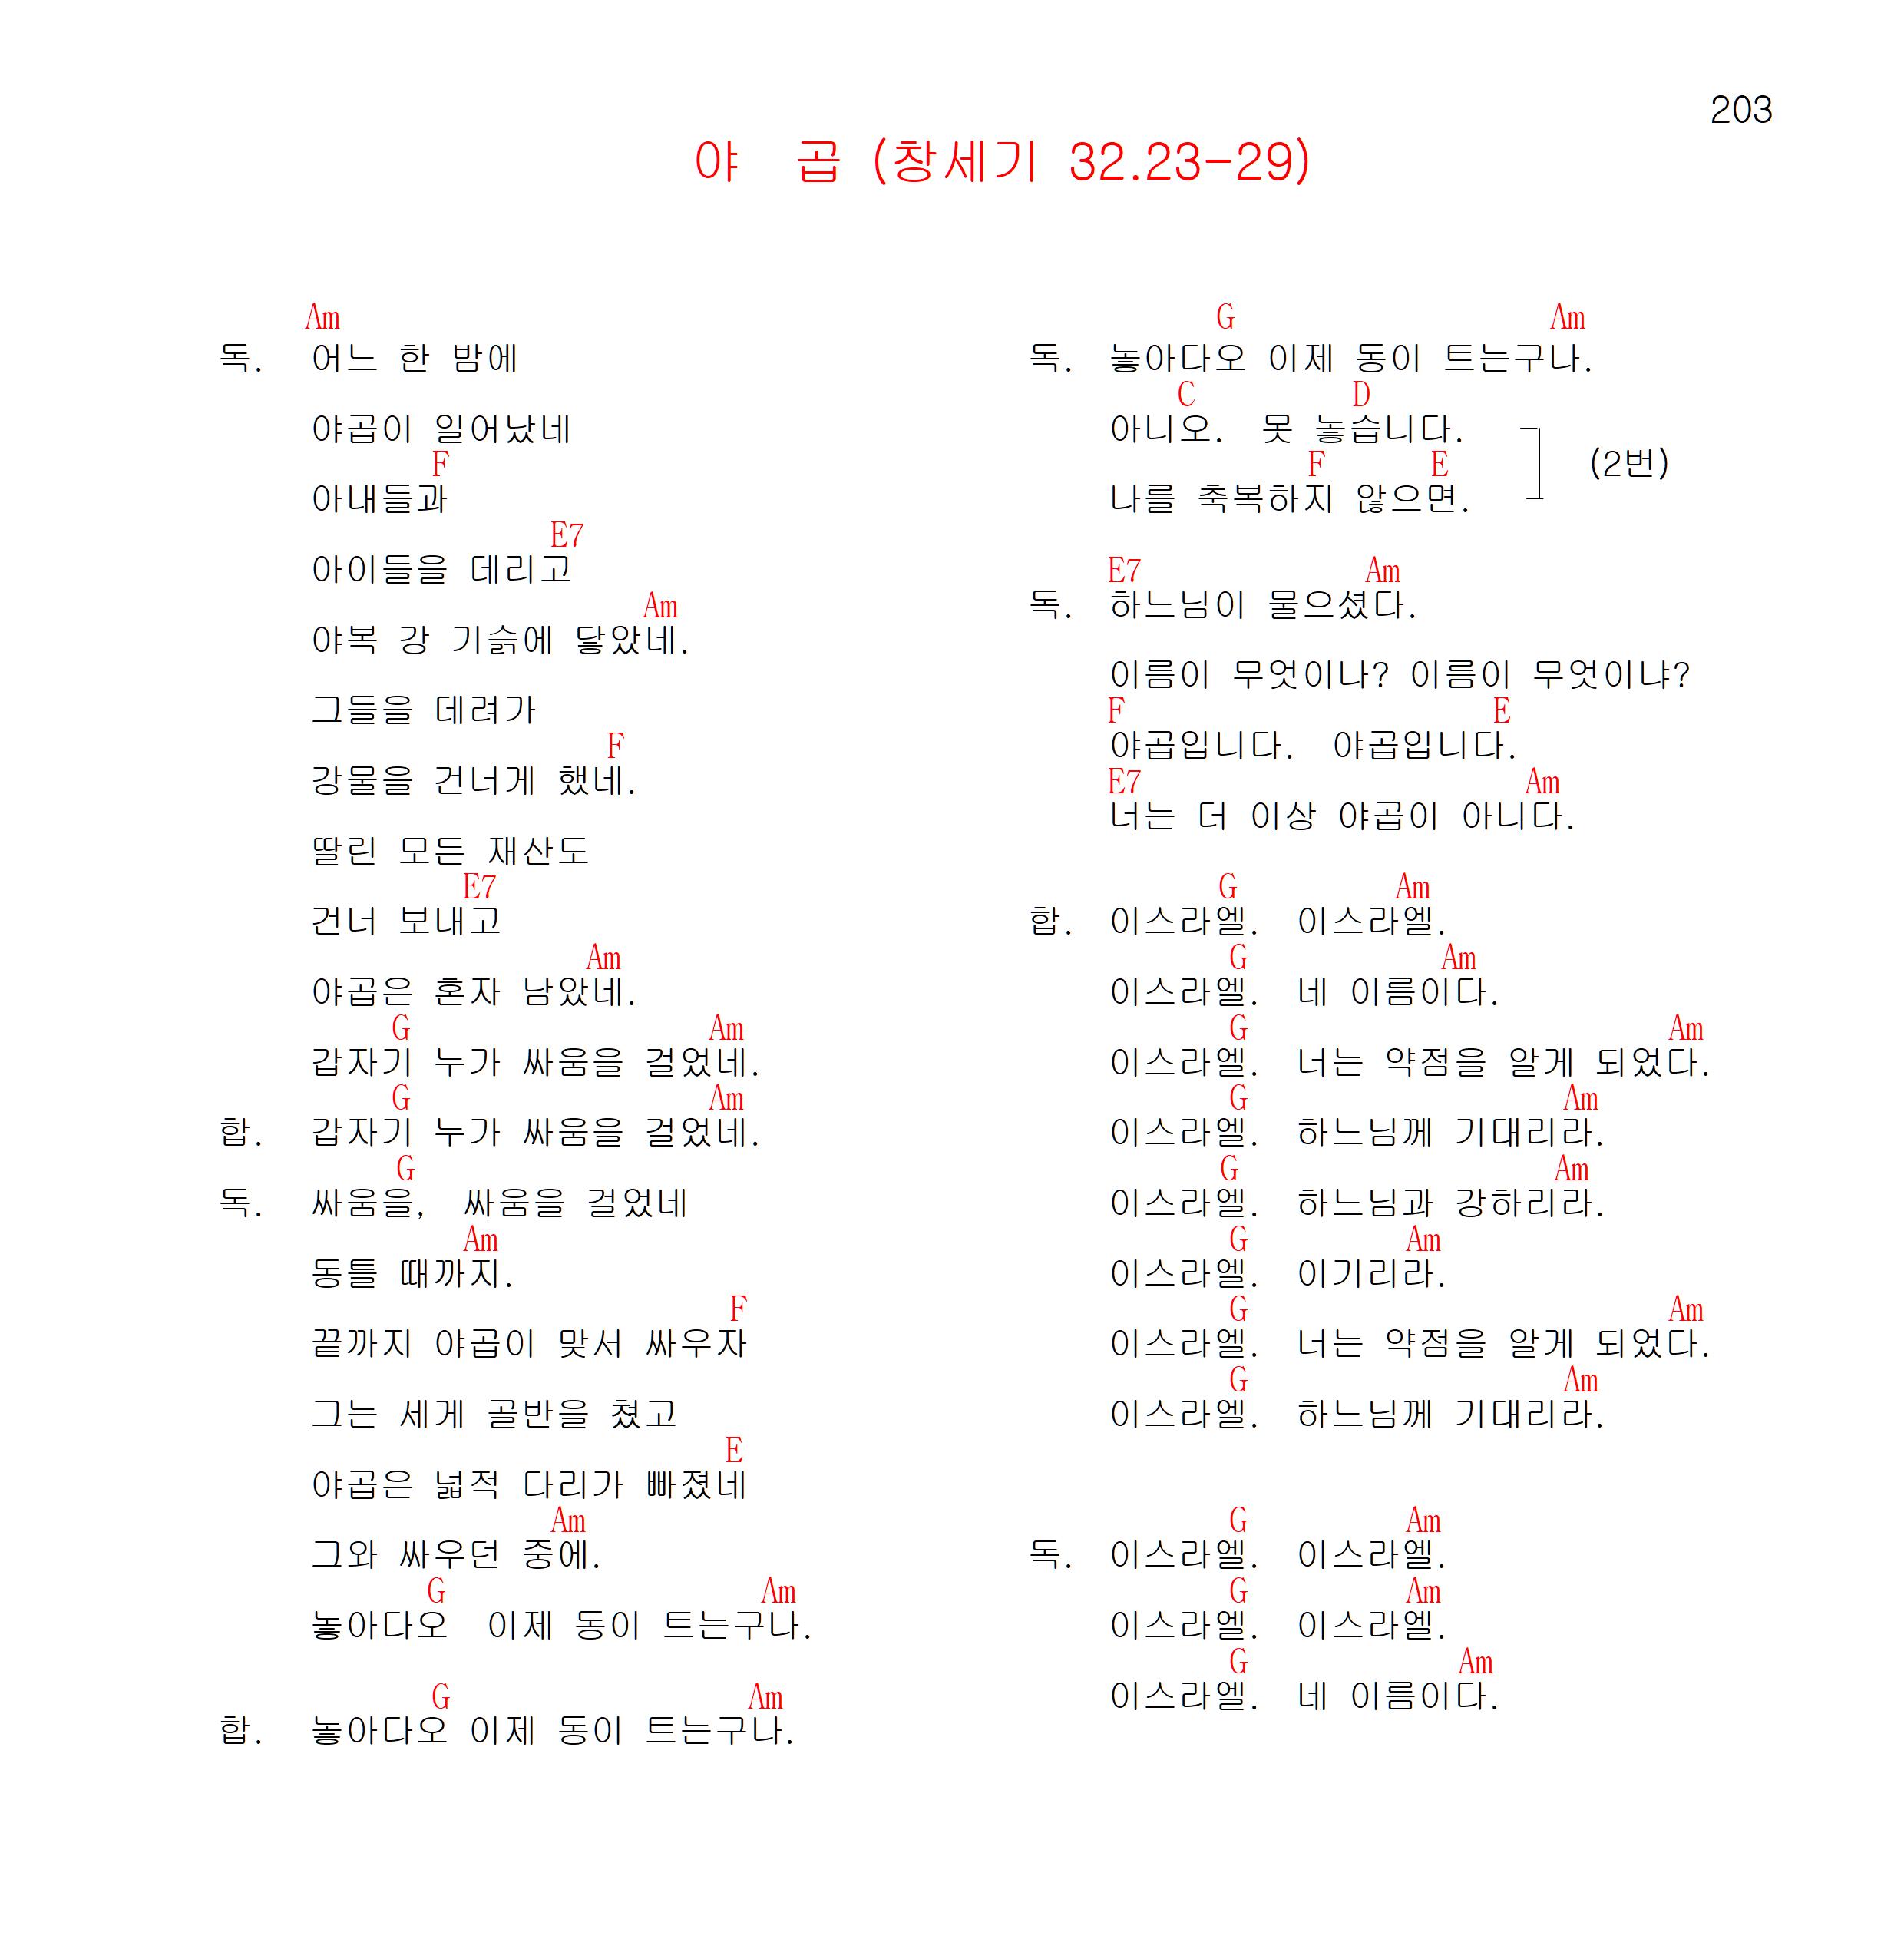 203
야 곱 (창세기 32.23-29)
Am
독. 어느 한 밤에
야곱이 일어났네
F
아내들과
E7
아이들을 데리고
Am
야복 강 기슭에 닿았네.
그들을 데려가
F
강물을 건너게 했네.
딸린 모든 재산도
E7
건너 보내고
Am
야곱은 혼자 남았네.
G Am
갑자기 누가 싸움을 걸었네.
G Am
합. 갑자기 누가 싸움을 걸었네.
G
독. 싸움을, 싸움을 걸었네
Am
동틀 때까지.
F
끝까지 야곱이 맞서 싸우자
그는 세게 골반을 쳤고
E
야곱은 넓적 다리가 빠졌네
Am
그와 싸우던 중에.
G Am
놓아다오 이제 동이 트는구나.
G Am
합. 놓아다오 이제 동이 트는구나.
G Am
독. 놓아다오 이제 동이 트는구나.
C D
아니오. 못 놓습니다.
(2번)
F E
나를 축복하지 않으면.
E7 Am
독. 하느님이 물으셨다.
이름이 무엇이냐? 이름이 무엇이냐?
F E
야곱입니다. 야곱입니다.
E7 Am
너는 더 이상 야곱이 아니다.
G Am
합. 이스라엘. 이스라엘.
G Am
이스라엘. 네 이름이다.
G Am
이스라엘. 너는 약점을 알게 되었다.
G Am
이스라엘. 하느님께 기대리라.
G Am
이스라엘. 하느님과 강하리라.
G Am
이스라엘. 이기리라.
G Am
이스라엘. 너는 약점을 알게 되었다.
G Am
이스라엘. 하느님께 기대리라.
G Am
독. 이스라엘. 이스라엘.
G Am
이스라엘. 이스라엘.
G Am
이스라엘. 네 이름이다.